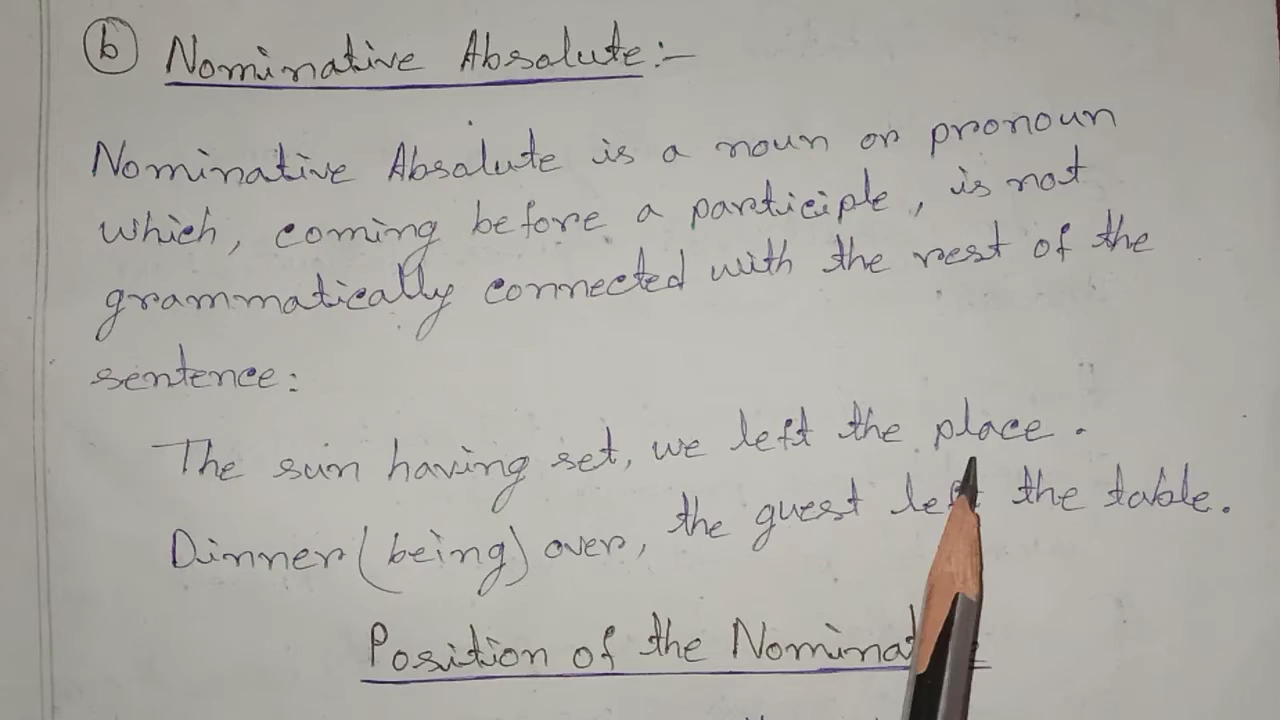 (b) Nominative Absolute:-
Nominative Absolute is a noun or pronoun
which, coming before a participle, is not
grammatically connected with the rest of the
sentence:
The sun having set, we left the place.
Dinner (being) over, the guest left the table.
Position of the Nominat